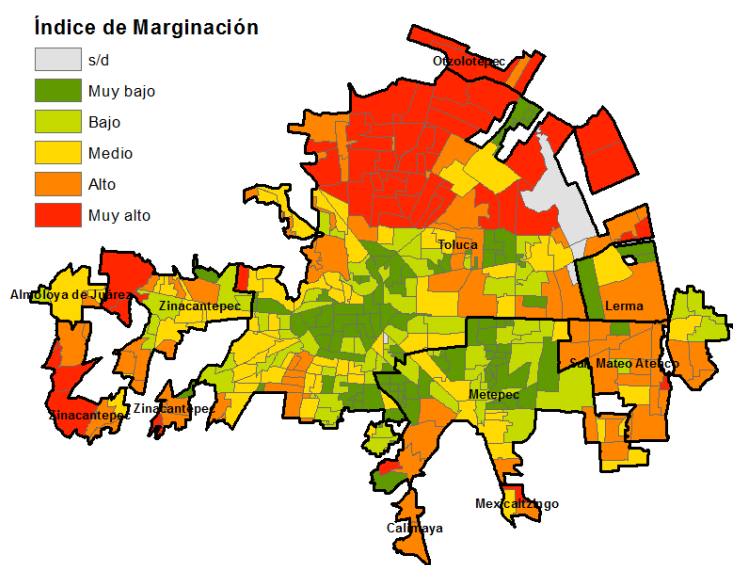 Índice de Marginación
s/d
Muy bajo
Bajo
Medio
Alto
Muy alto
Otzolotepec
Toluca
Almoloya de Juárez
Zinacantepec
Lerma
San Mateo Atenco
Metepec
Zinacantepec
Zinacantepec
Mexicaltzingo
Calimaya